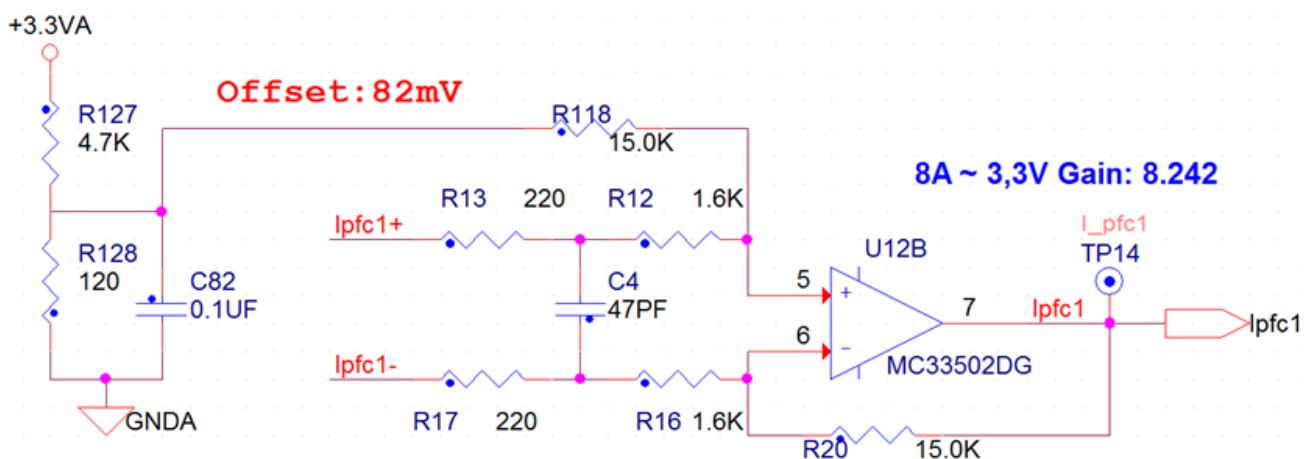 +3.3VA
Offset:82mV
R127
4.7K
R118
15.0K
8A ~ 3,3V Gain: 8.242
Ipfc1+
R13
220
R12
1.6K
I_pfc1
TP14
R128
120
C82
0.1UF
C4
47PF
U12B
5
+
7
Ipfc1
Ipfc1
6
-
MC33502DG
Ipfc1-
GNDA
R17
220
R16
1.6K
R20
15.0K